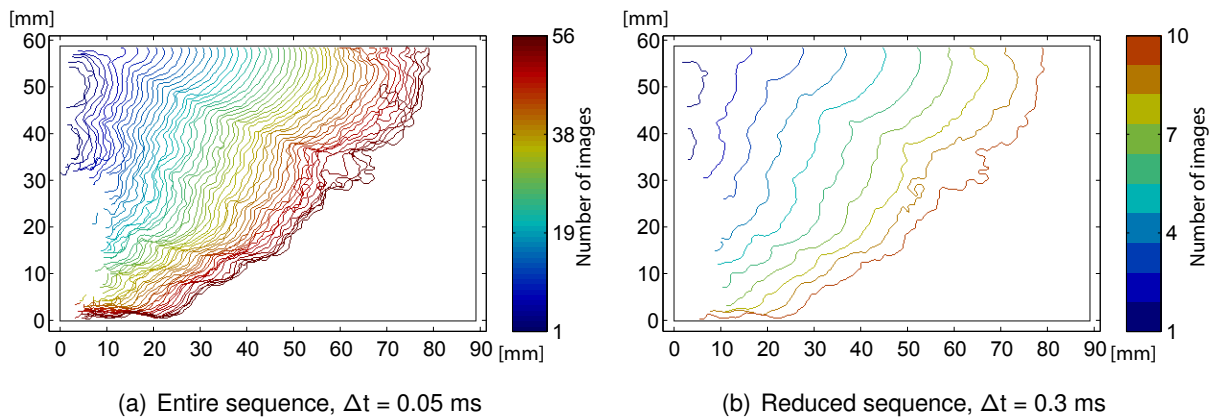 [mm]
60
50
40
30
20
10
0
0 10 20 30 40 50 60 70 80 90
[mm]
56
38
19
1
Number of images
(a) Entire sequence, Δt = 0.05 ms
[mm]
60
50
40
30
20
10
0
0 10 20 30 40 50 60 70 80 90
[mm]
10
7
4
1
Number of images
(b) Reduced sequence, Δt = 0.3 ms